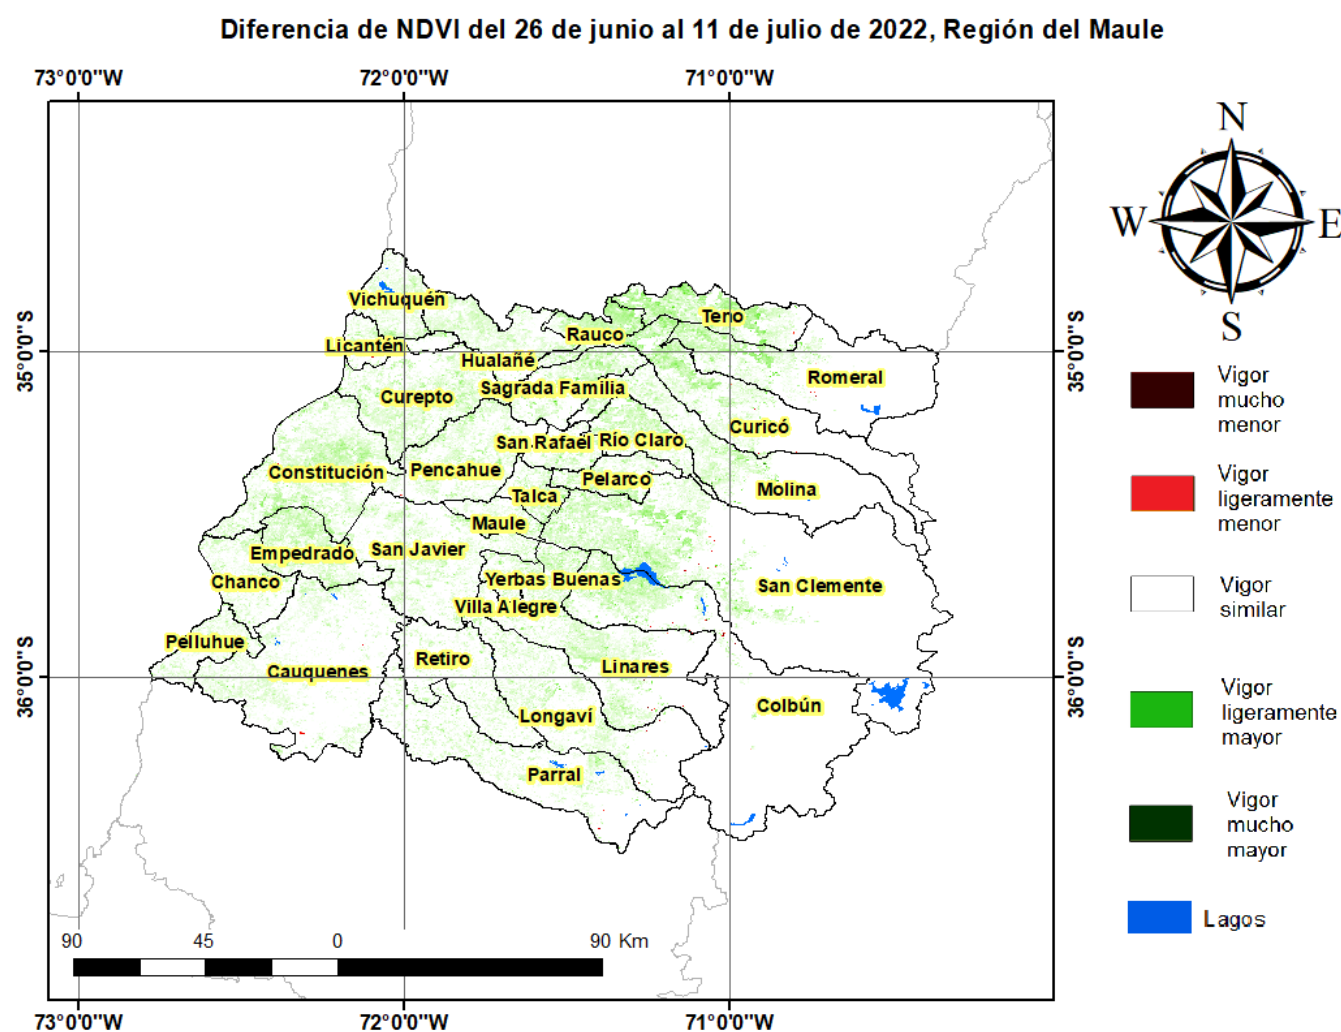 Diferencia de NDVI del 26 de junio al 11 de julio de 2022, Región del Maule
73°0'0"W
72°0'0"W
71°0'0"W
N
W
E
S
35°0'0"S
35°0'0"S
36°0'0"S
36°0'0"S
Vichuquén
Teno
Rauco
Licantén
Hualañé
Romeral
Sagrada Familia
Curepto
Curicó
San Rafaél
Río Claro
Constitución
Pencahue
Pelarco
Molina
Talca
Maule
Empedrado
San Javier
Chanco
Yerbas Buenas
San Clemente
Villa Alegre
Pelluhue
Retiro
Linares
Cauquenes
Colbún
Longaví
Parral
Vigor
mucho
menor
Vigor
ligeramente
menor
Vigor
similar
Vigor
ligeramente
mayor
Vigor
mucho
mayor
Lagos
90
45
0
90 Km
73°0'0"W
72°0'0"W
71°0'0"W